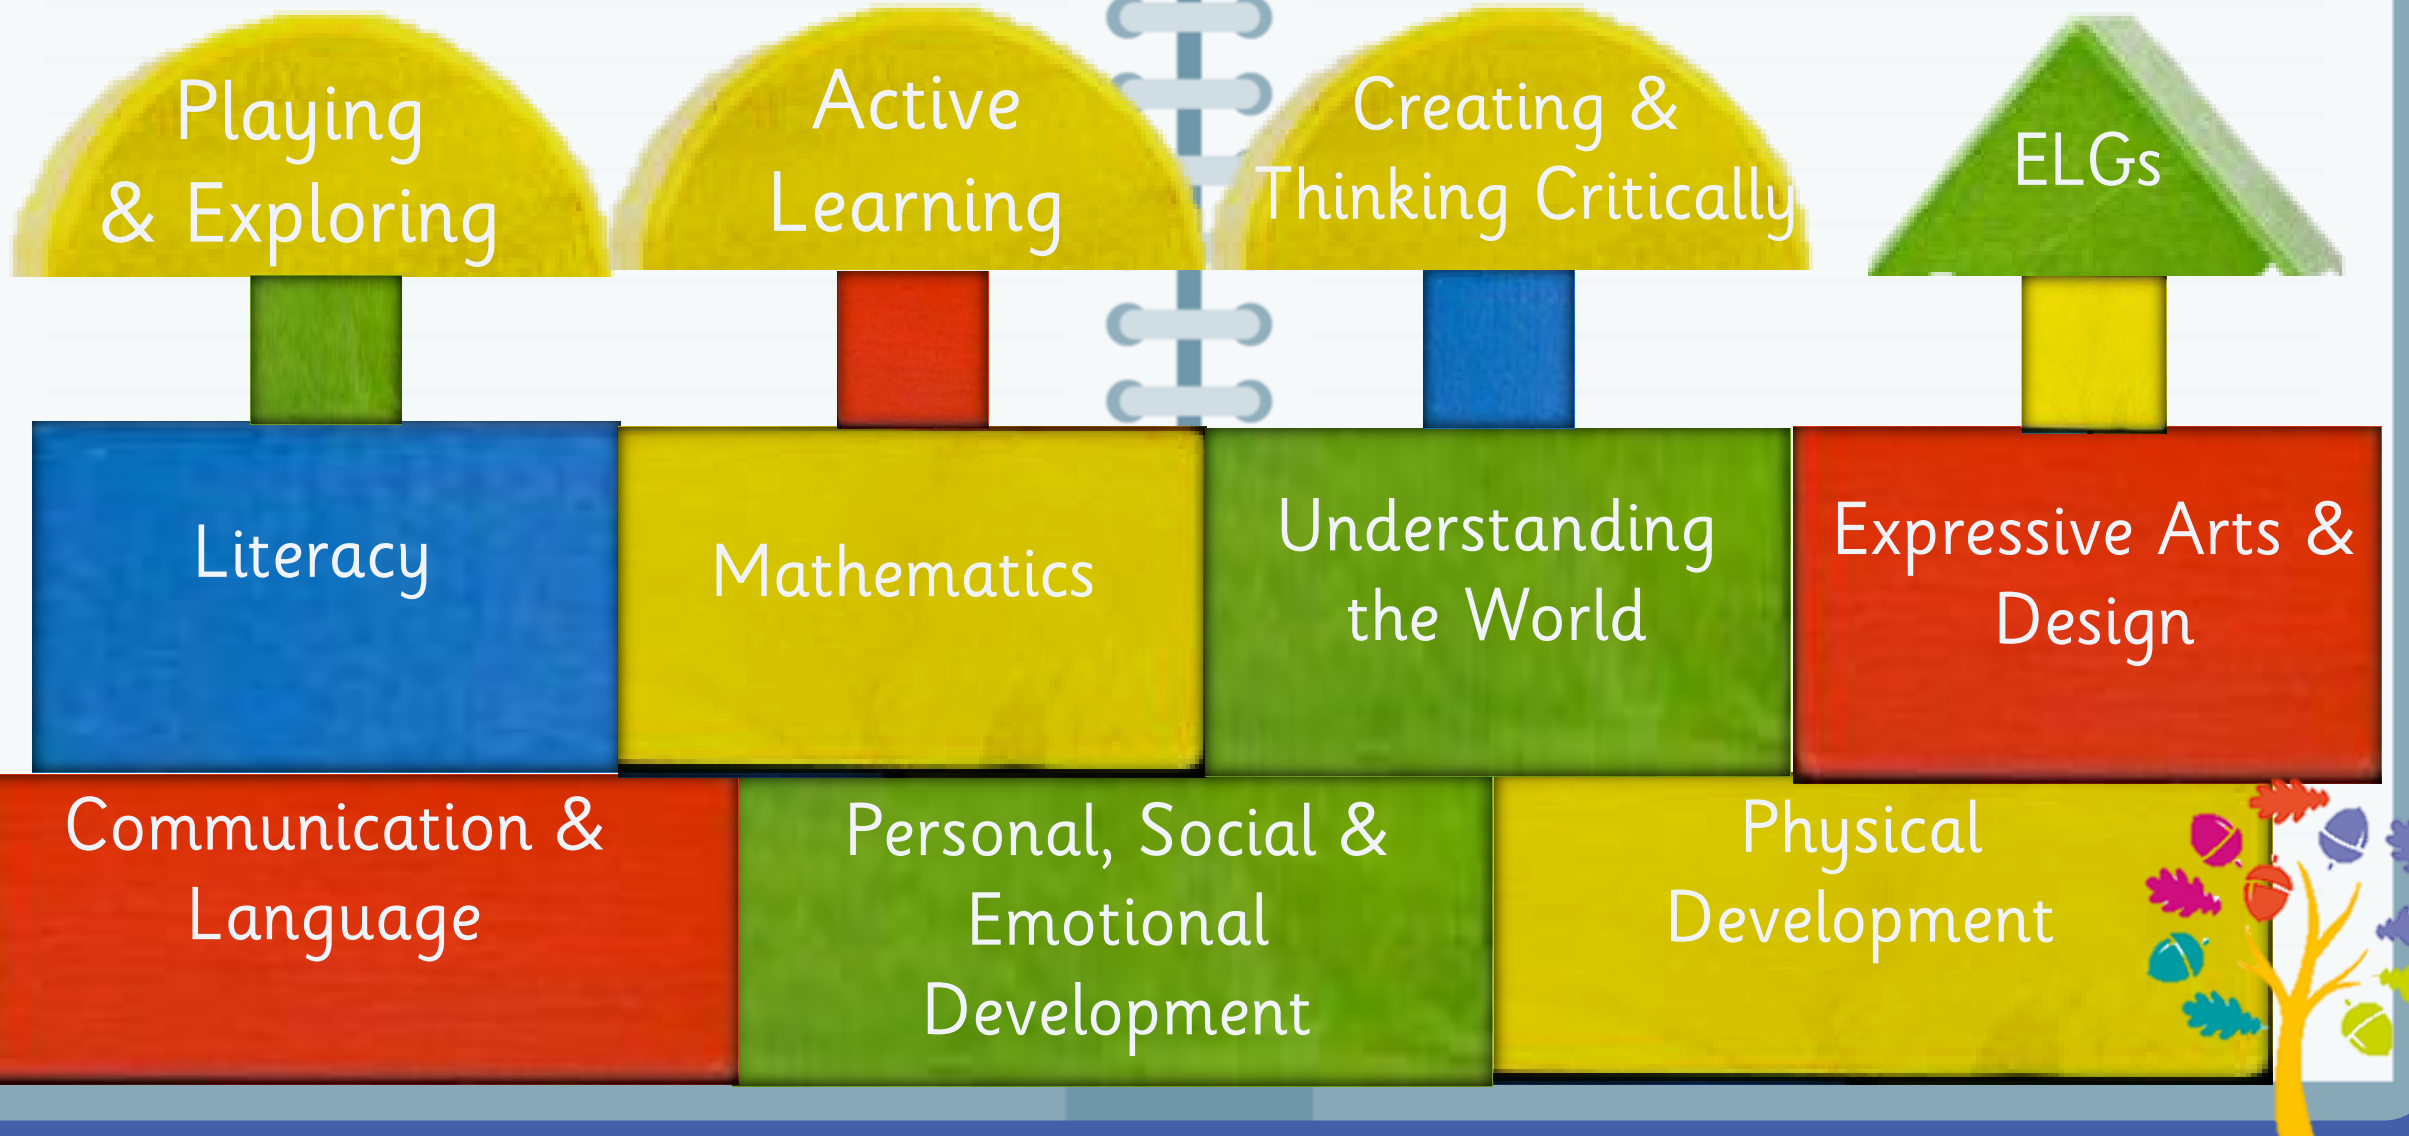 Playing
& Exploring
Active
Learning
Creating &
Thinking Critically
ELGs
Literacy
Mathematics
Understanding
the World
Expressive Arts &
Design
Communication &
Language
Personal, Social &
Emotional
Development
Physical
Development